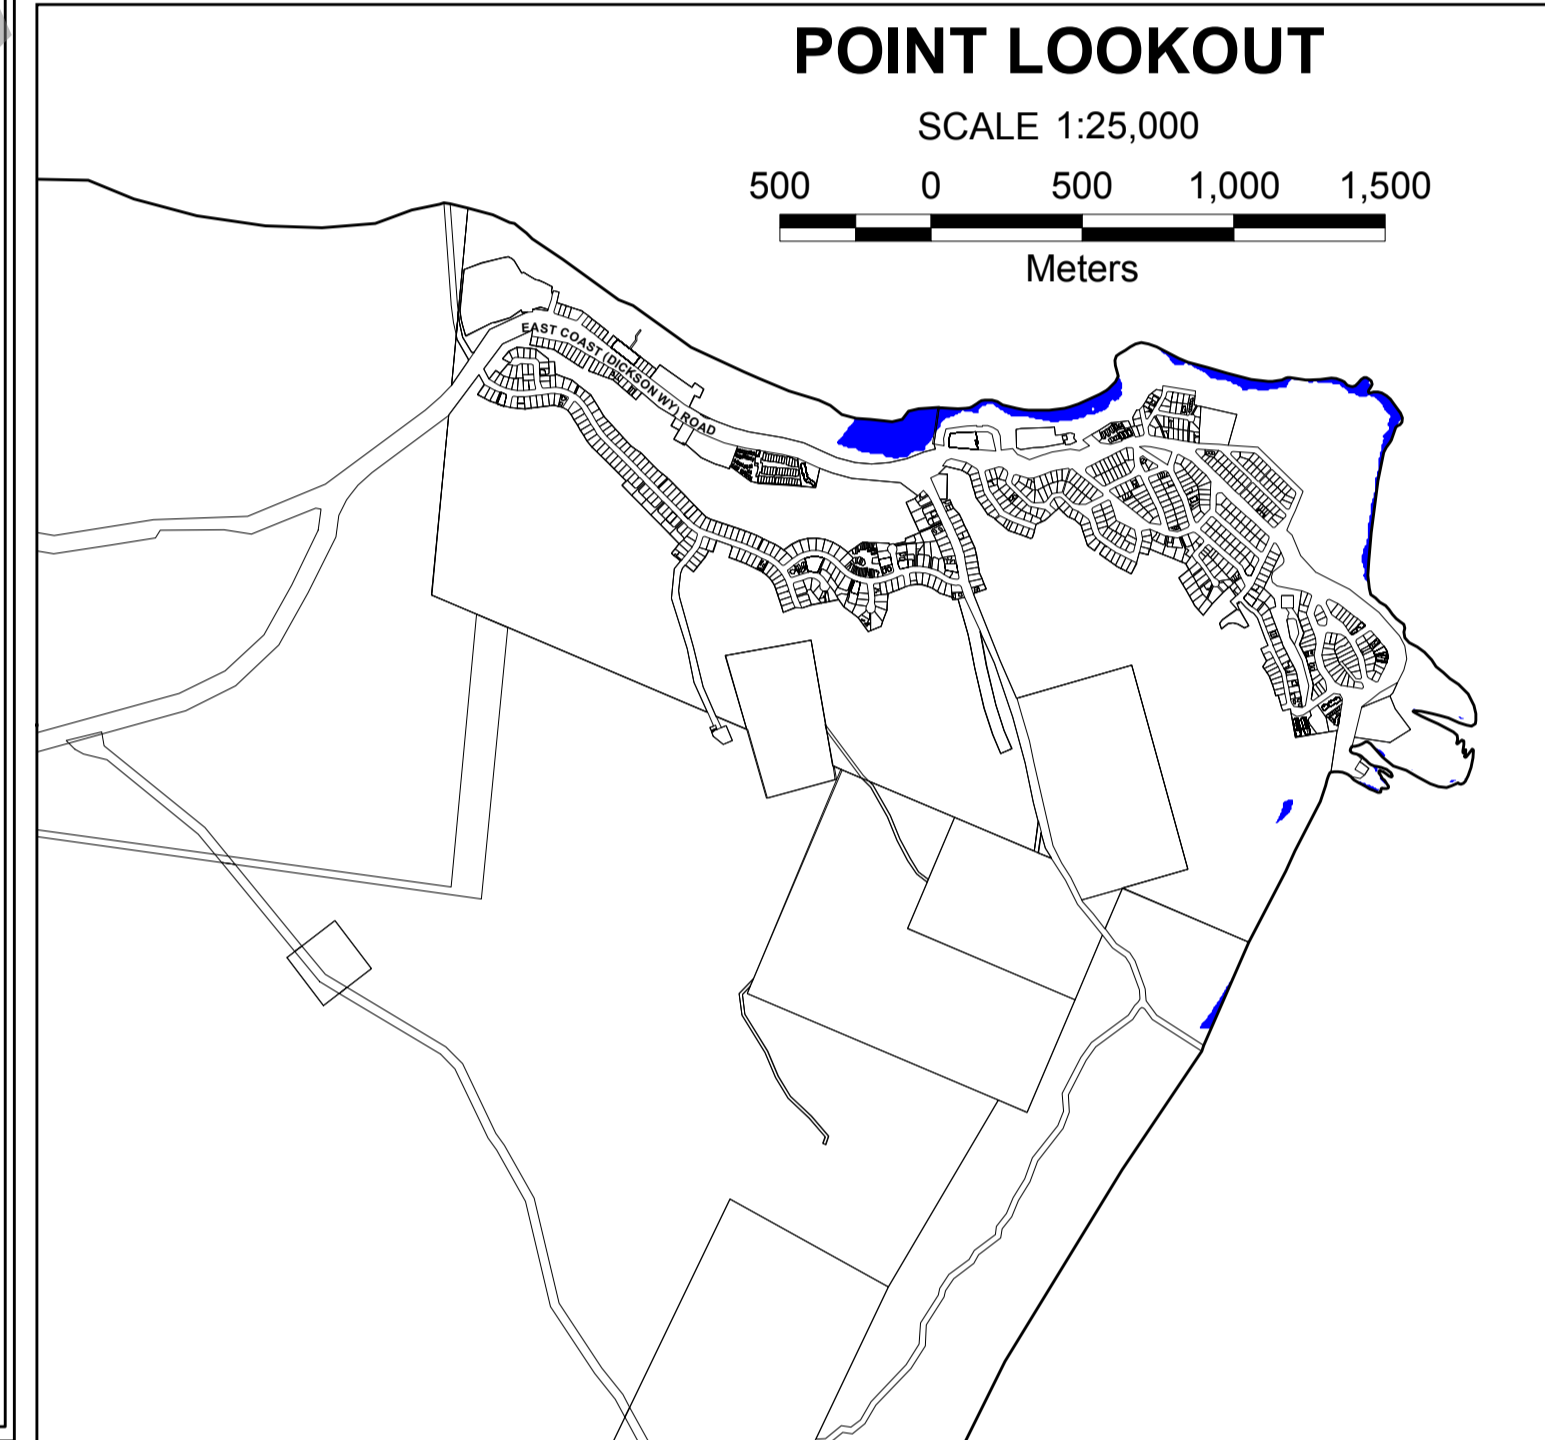 POINT LOOKOUT
SCALE 1:25,000
500 0 500 1,000 1,500
Meters
EAST COAST (DICKSON WY) ROAD